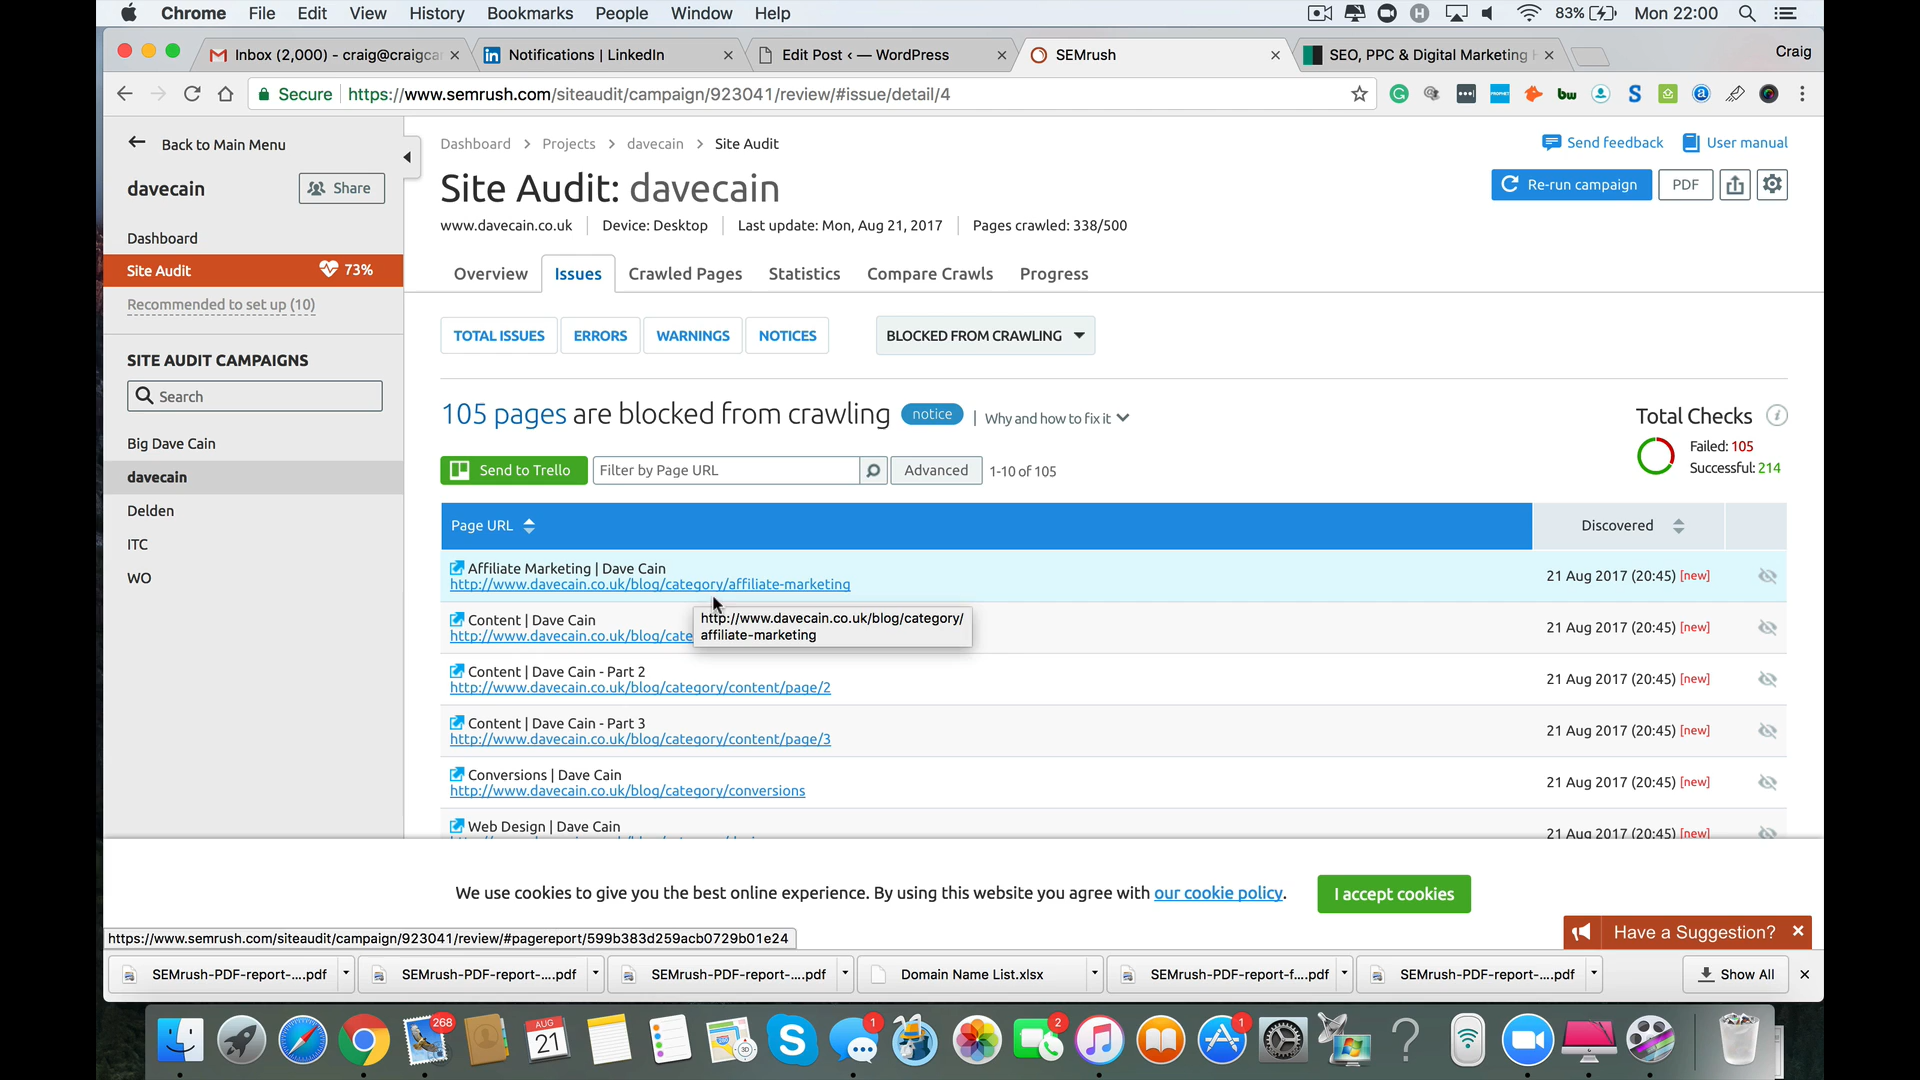 Chrome File Edit View History Bookmarks People Window Help 83% Mon 22:00
Inbox (2,000) - craig@craigca
Notifications | LinkedIn
Edit Post ‹ — WordPress
SEMrush
SEO, PPC & Digital Marketing
Craig
Secure https://www.semrush.com/siteaudit/campaign/923041/review/#issue/detail/4
Back to Main Menu
davecain
Share
Dashboard
Site Audit 73%
Recommended to set up (10)
SITE AUDIT CAMPAIGNS
Search
Big Dave Cain
davecain
Delden
ITC
WO
Dashboard > Projects > davecain > Site Audit
Send feedback
User manual
Site Audit: davecain
Re-run campaign
PDF
www.davecain.co.uk Device: Desktop Last update: Mon, Aug 21, 2017 Pages crawled: 338/500
Overview Issues Crawled Pages Statistics Compare Crawls Progress
TOTAL ISSUES ERRORS WARNINGS NOTICES BLOCKED FROM CRAWLING
105 pages are blocked from crawling notice | Why and how to fix it
Total Checks i
Failed: 105
Successful: 214
Send to Trello Filter by Page URL Advanced 1-10 of 105
Page URL Discovered
Affiliate Marketing | Dave Cain
http://www.davecain.co.uk/blog/category/affiliate-marketing
21 Aug 2017 (20:45) [new]
http://www.davecain.co.uk/blog/category/
affiliate-marketing
Content | Dave Cain
http://www.davecain.co.uk/blog/cate
21 Aug 2017 (20:45) [new]
Content | Dave Cain - Part 2
http://www.davecain.co.uk/blog/category/content/page/2
21 Aug 2017 (20:45) [new]
Content | Dave Cain - Part 3
http://www.davecain.co.uk/blog/category/content/page/3
21 Aug 2017 (20:45) [new]
Conversions | Dave Cain
http://www.davecain.co.uk/blog/category/conversions
21 Aug 2017 (20:45) [new]
Web Design | Dave Cain
21 Aug 2017 (20:45) [new]
We use cookies to give you the best online experience. By using this website you agree with our cookie policy.
I accept cookies
Have a Suggestion?
https://www.semrush.com/siteaudit/campaign/923041/review/#pagereport/599b383d259acb0729b01e24
SEMrush-PDF-report-....pdf
SEMrush-PDF-report-....pdf
SEMrush-PDF-report-....pdf
Domain Name List.xlsx
SEMrush-PDF-report-f....pdf
SEMrush-PDF-report-....pdf
Show All
268
AUG
21
3D
1
2
1